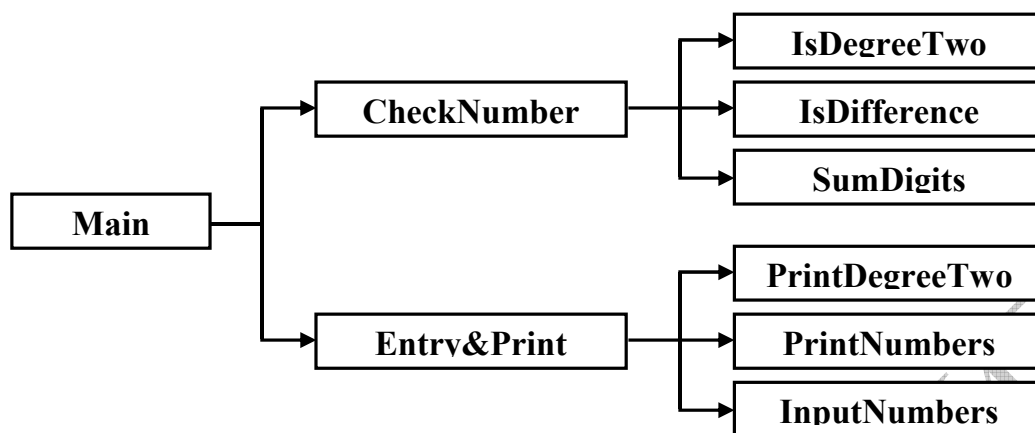 Main
CheckNumber
IsDegreeTwo
IsDifference
SumDigits
Entry&Print
PrintDegreeTwo
PrintNumbers
InputNumbers